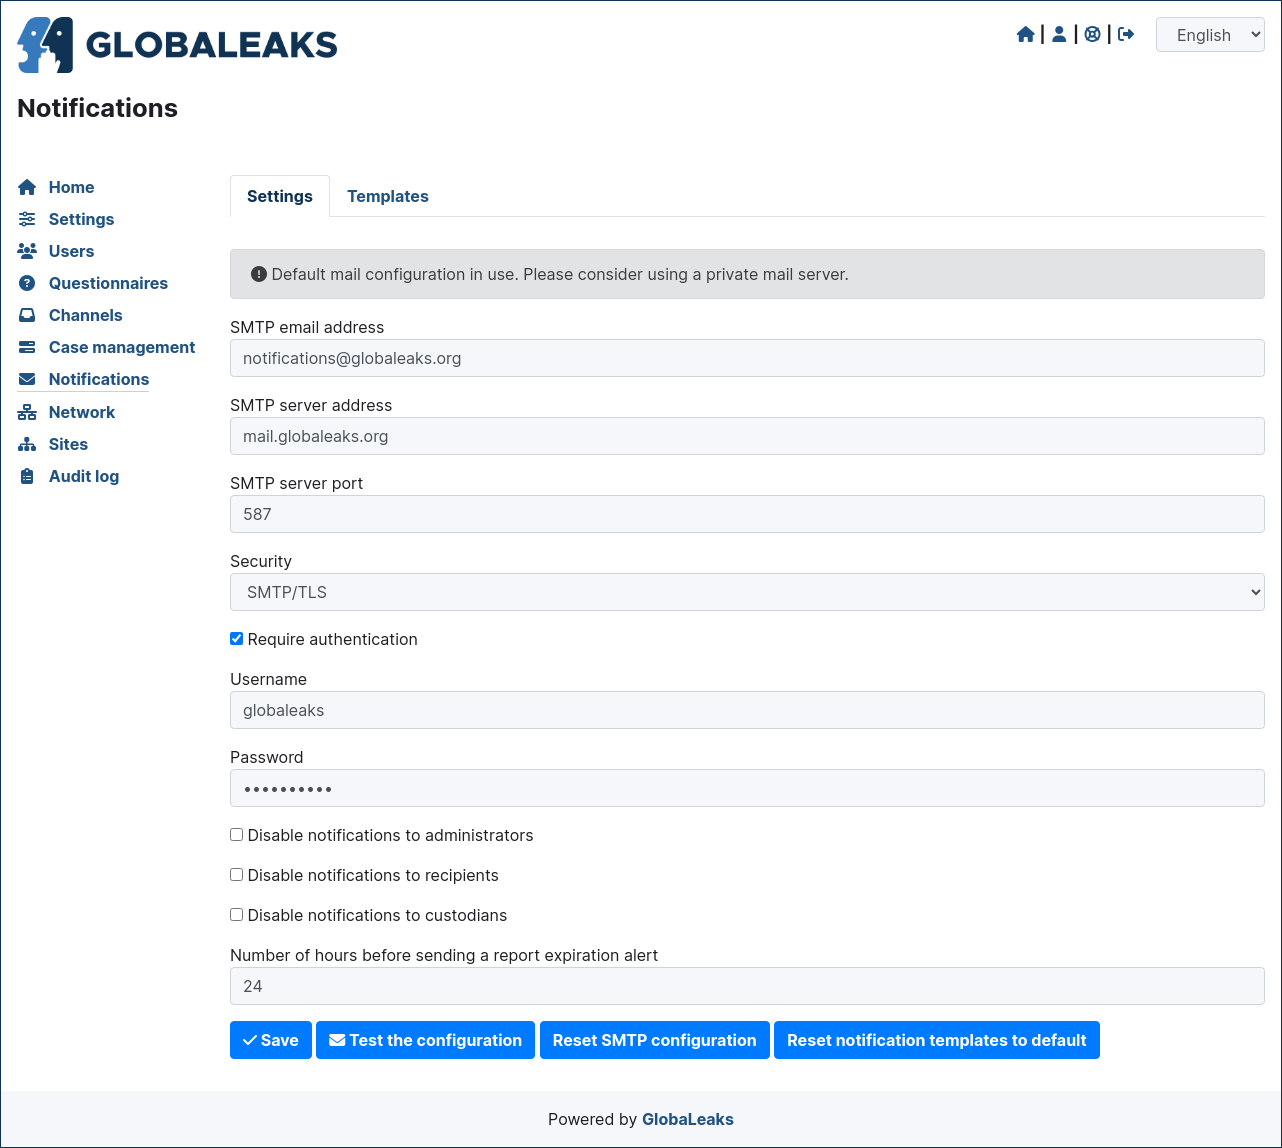 GLOBALEAKS
| | | English
Notifications
Home
Settings
Users
Questionnaires
Channels
Case management
Notifications
Network
Sites
Audit log
Settings Templates
Default mail configuration in use. Please consider using a private mail server.
SMTP email address
notifications@globaleaks.org
SMTP server address
mail.globaleaks.org
SMTP server port
587
Security
SMTP/TLS
Require authentication
Username
globaleaks
Password
••••••••••
Disable notifications to administrators
Disable notifications to recipients
Disable notifications to custodians
Number of hours before sending a report expiration alert
24
Save Test the configuration Reset SMTP configuration Reset notification templates to default
Powered by GlobaLeaks